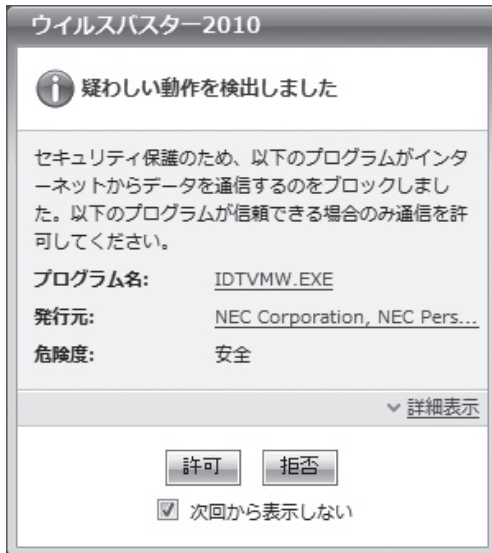 ウイルスバスター2010
疑わしい動作を検出しました
セキュリティ保護のため、以下のプログラムがインタ
ーネットからデータを通信するのをブロックしまし
た。以下のプログラムが信頼できる場合のみ通信を許
可してください。
プログラム名: IDTVMW.EXE
発行元: NEC Corporation, NEC Pers...
危険度: 安全
詳細表示
許可 拒否
次回から表示しない